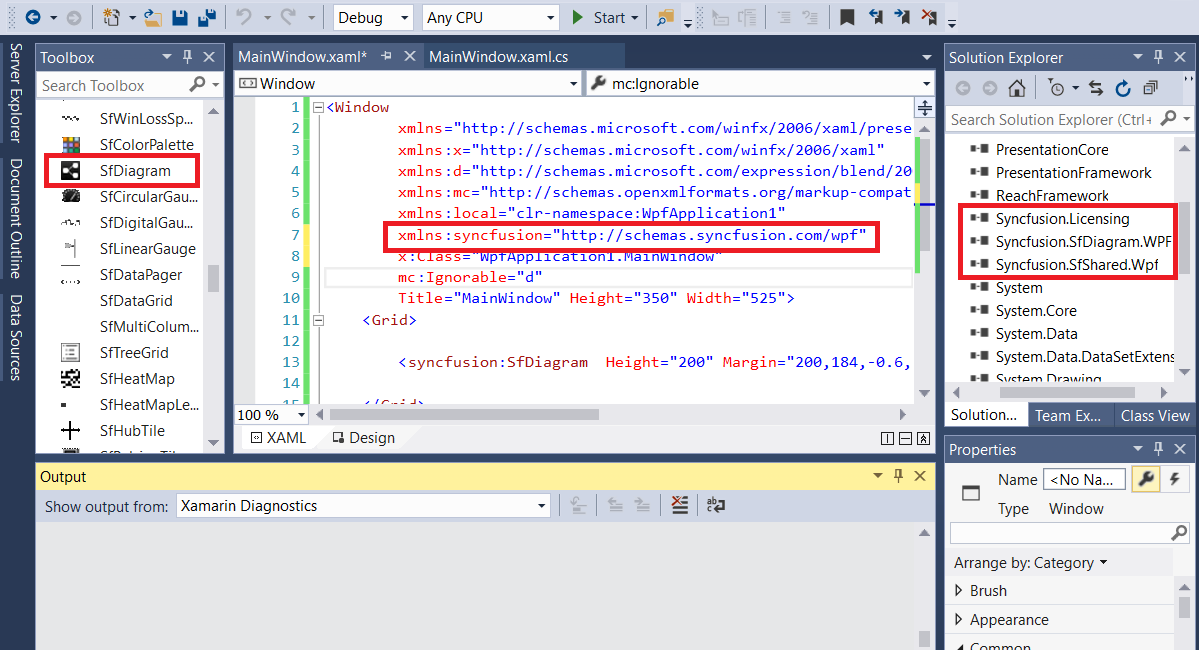 Debug
Any CPU
Start
Server Explorer
Document Outline
Data Sources
Toolbox
Search Toolbox
SfWinLossSp...
SfColorPalette
SfDiagram
SfCircularGau...
SfDigitalGau...
SfLinearGauge
SfDataPager
SfDataGrid
SfMultiColum...
SfTreeGrid
SfHeatMap
SfHeatMapLe...
SfHubTile
MainWindow.xaml*
MainWindow.xaml.cs
Window
mc:Ignorable
1 <Window
2 xmlns="http://schemas.microsoft.com/winfx/2006/xaml/prese
3 xmlns:x="http://schemas.microsoft.com/winfx/2006/xaml"
4 xmlns:d="http://schemas.microsoft.com/expression/blend/20
5 xmlns:mc="http://schemas.openxmlformats.org/markup-compat
6 xmlns:local="clr-namespace:WpfApplication1"
7 xmlns:syncfusion="http://schemas.syncfusion.com/wpf"
8 x:Class="WpfApplication1.MainWindow"
9 mc:Ignorable="d"
10 Title="MainWindow" Height="350" Width="525">
11 <Grid>
12
13 <syncfusion:SfDiagram Height="200" Margin="200,184,-0.6,
14
15 </Grid>
100 %
XAML
Design
Output
Show output from: Xamarin Diagnostics
Solution Explorer
Search Solution Explorer (Ctrl+
PresentationCore
PresentationFramework
ReachFramework
Syncfusion.Licensing
Syncfusion.SfDiagram.WPF
Syncfusion.SfShared.Wpf
System
System.Core
System.Data
System.Data.DataSetExtens
System.Drawing
Solution...
Team Ex...
Class View
Properties
Name <No Na...
Type Window
Arrange by: Category
Brush
Appearance
Common